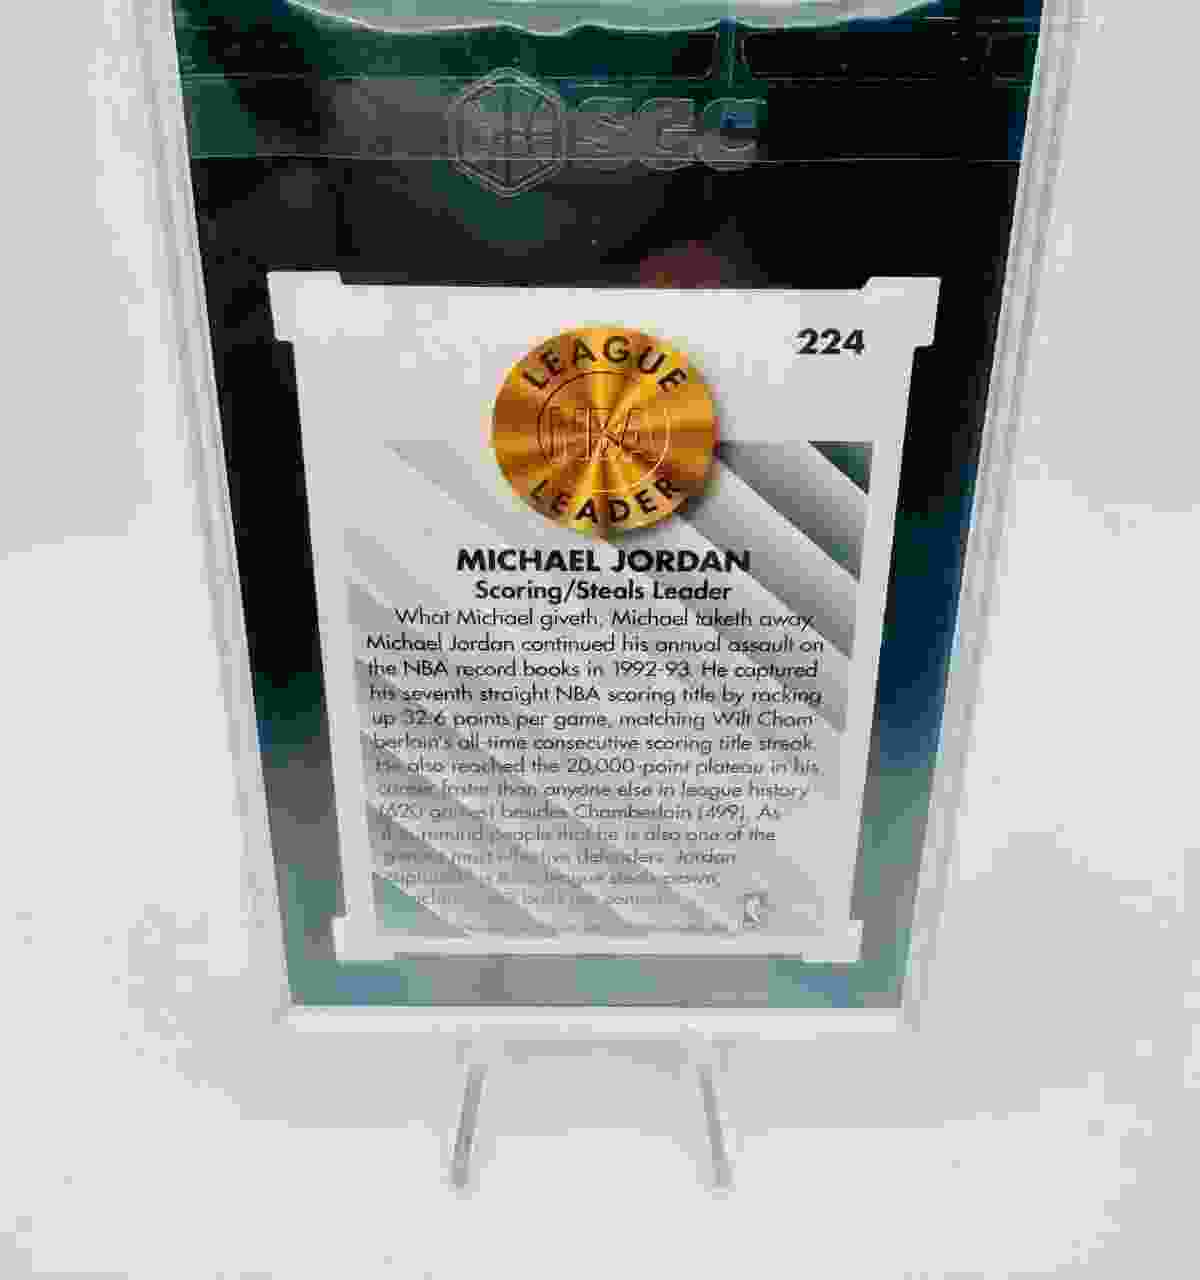 SGC
224
LEAGUE
NBA
LEADER
MICHAEL JORDAN
Scoring/Steals Leader
What Michael giveth, Michael taketh away.
Michael Jordan continued his annual assault on
the NBA record books in 1992-93. He captured
his seventh straight NBA scoring title by racking
up 32.6 points per game, matching Wilt Cham
berlain's all-time consecutive scoring title streak.
He also reached the 20,000-point plateau in his
career faster than anyone else in league history
(620 games) besides Chamberlain (499). As
remind people that he is also one of the
most effective defenders, Jordan
league steals crown,